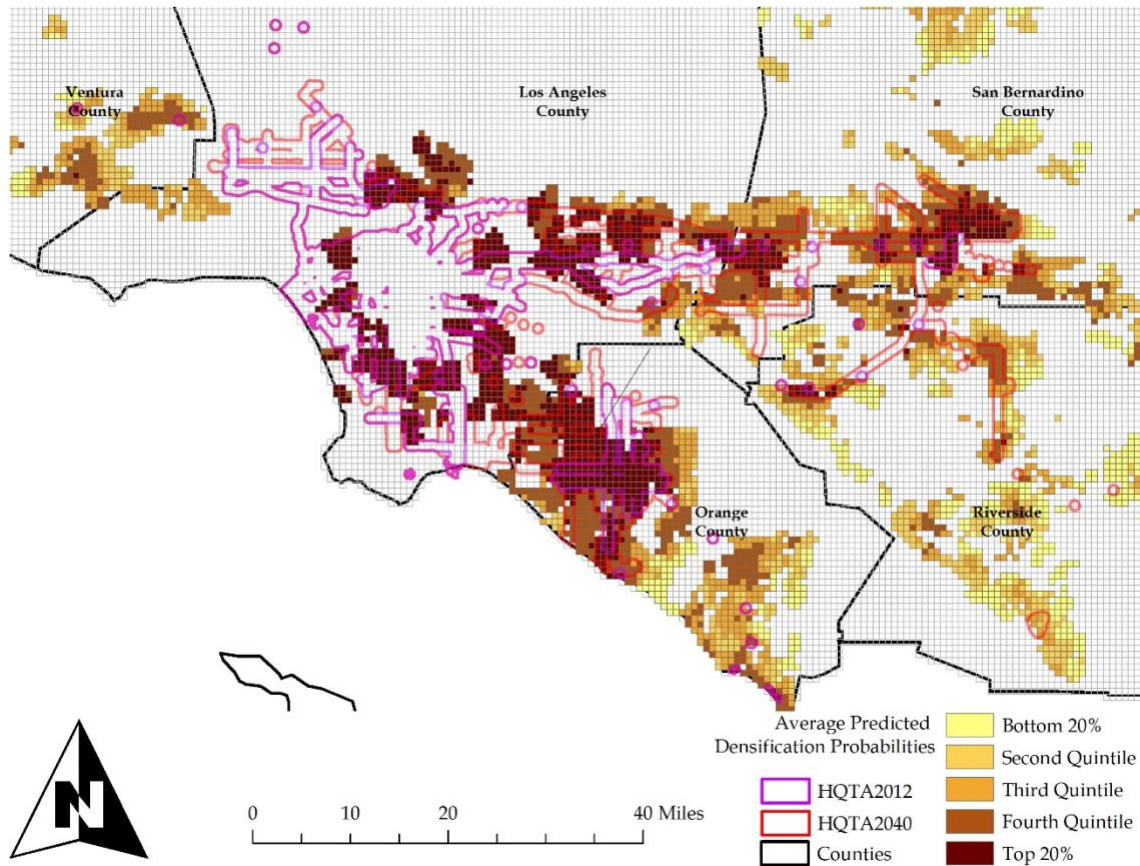 Ventura
County
Los Angeles
County
San Bernardino
County
Orange
County
Riverside
County
Average Predicted
Densification Probabilities
HQTA2012
HQTA2040
Counties
Bottom 20%
Second Quintile
Third Quintile
Fourth Quintile
Top 20%
N
0 10 20 40 Miles